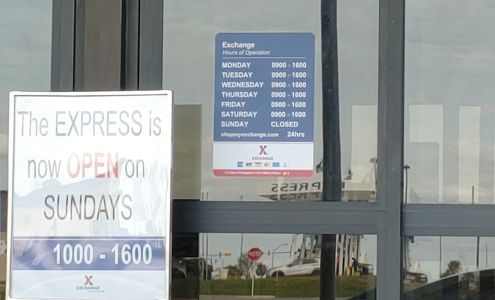 Exchange
Hours of Operation
MONDAY 0900 - 1600
TUESDAY 0900 - 1600
WEDNESDAY 0900 - 1600
THURSDAY 0900 - 1600
FRIDAY 0900 - 1600
SATURDAY 0900 - 1600
SUNDAY CLOSED
shopmyexchange.com 24hrs
X
EXCHANGE
The EXPRESS is
now OPEN on
SUNDAYS
1000 - 1600
X
EXCHANGE
EXPRESS